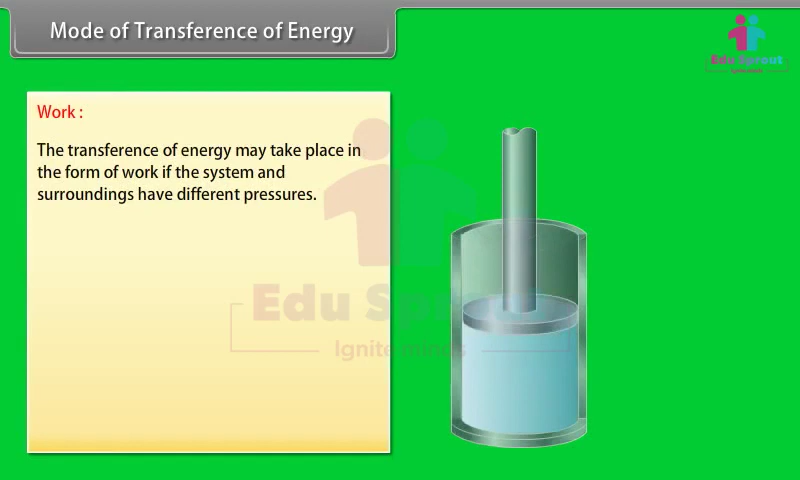 Mode of Transference of Energy
Edu Sprout
Work :
The transference of energy may take place in
the form of work if the system and
surroundings have different pressures.
Edu Sprout
Ignite minds